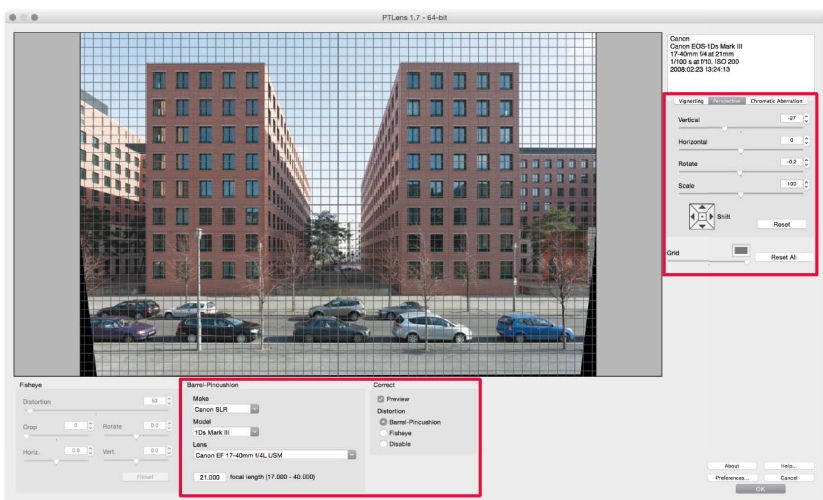 PTLens 1.7 - 64-bit
Canon
Canon EOS-1Ds Mark III
17-40mm f/4 at 21mm
1/100 s at f/10, ISO 200
2008:02:23 13:24:13
Vignetting Perspective Chromatic Aberration
Vertical -27
Horizontal 0
Rotate -0.2
Scale 100
Shift
Reset
Grid
Reset All
Fisheye
Distortion 53
Crop 0 Rotate 0.0
Horiz. 0.0 Vert. 0.0
Reset
Barrel-Pincushion
Make
Canon SLR
Model
1Ds Mark III
Lens
Canon EF 17-40mm f/4L USM
21.000 focal length (17.000 - 40.000)
Correct
Preview
Distortion
Barrel-Pincushion
Fisheye
Disable
About Help...
Preferences... Cancel
OK